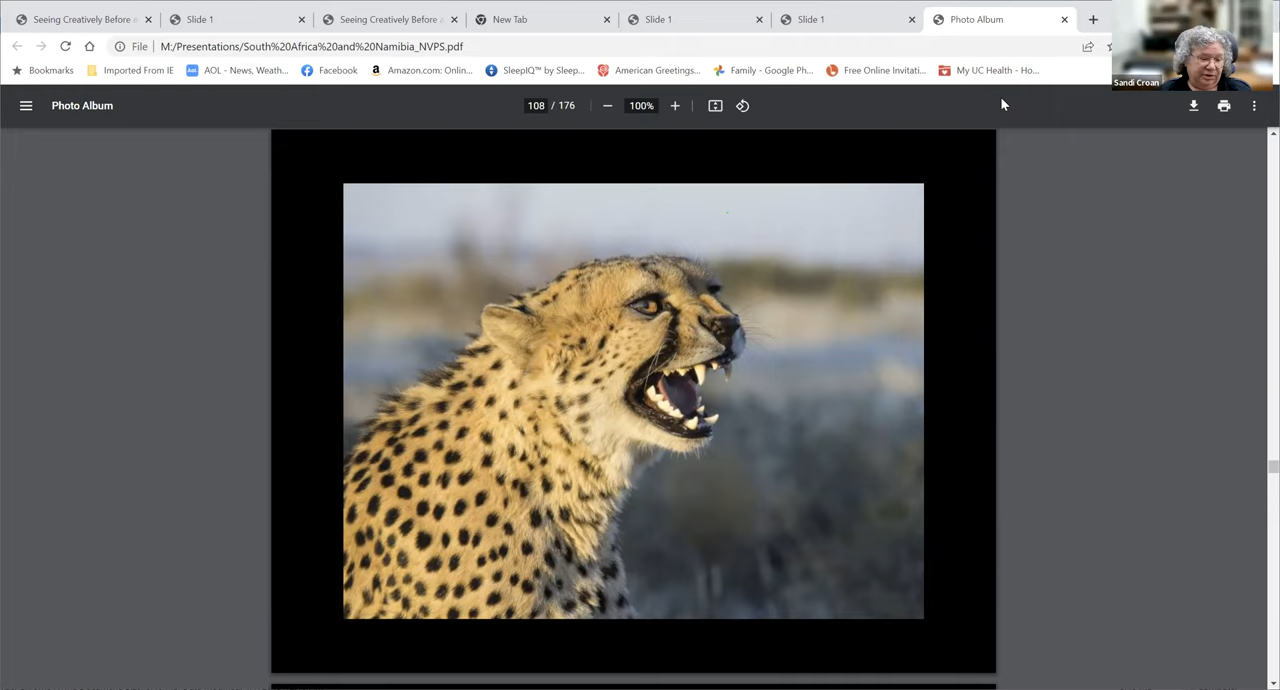 Seeing Creatively Before
Slide 1
Seeing Creatively Before
New Tab
Slide 1
Slide 1
Photo Album
File
M:/Presentations/South%20Africa%20and%20Namibia_NVPS.pdf
Bookmarks
Imported From IE
AOL - News, Weath...
Facebook
Amazon.com: Onlin...
SleepIQ™ by Sleep...
American Greetings...
Family - Google Ph...
Free Online Invitati...
My UC Health - Ho...
Sandi Croan
Photo Album
108 / 176
100%